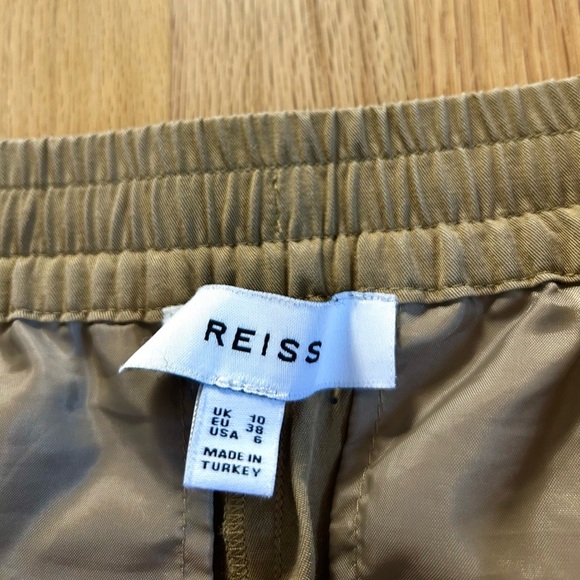 REISS
UK 10
EU 38
USA 6
MADE IN
TURKEY